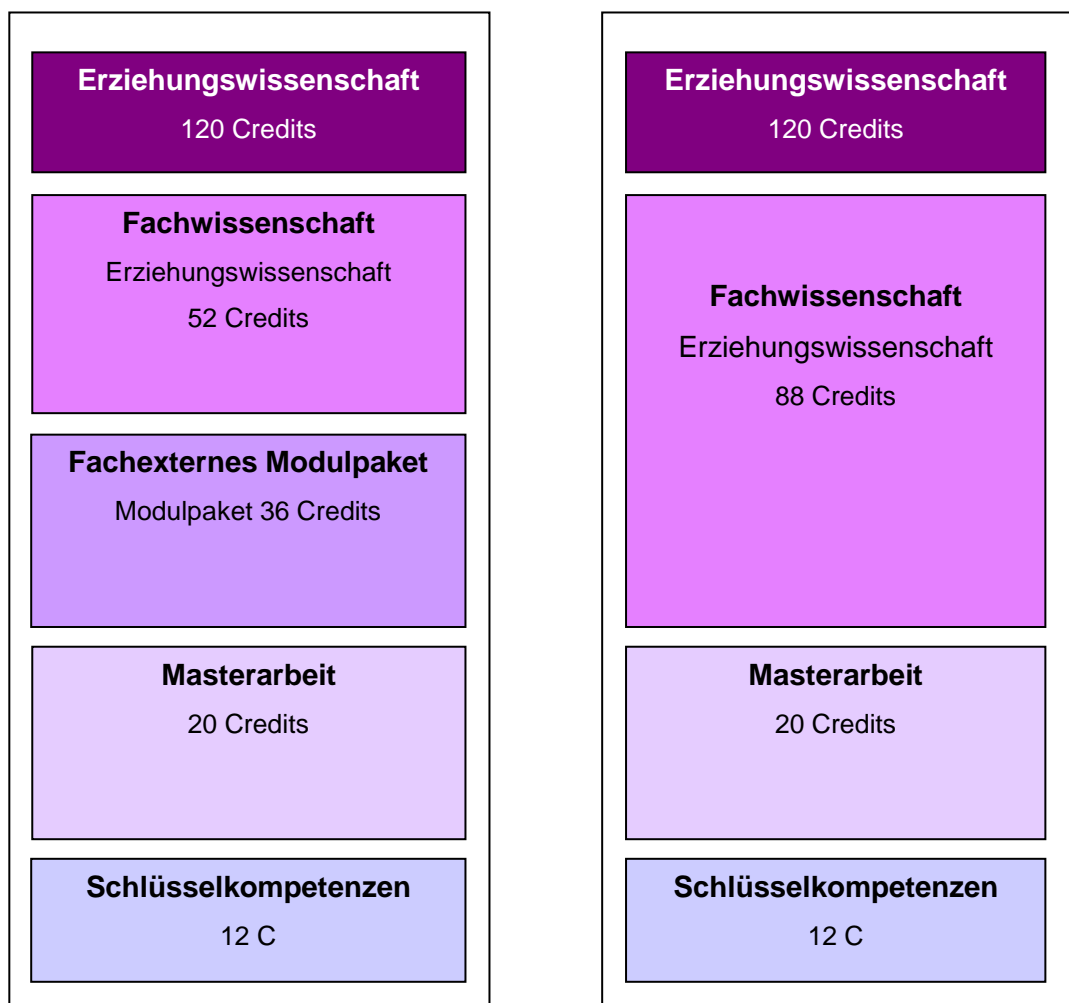 Erziehungswissenschaft
120 Credits
Fachwissenschaft
Erziehungswissenschaft
52 Credits
Fachexternes Modulpaket
Modulpaket 36 Credits
Masterarbeit
20 Credits
Schlüsselkompetenzen
12 C
Erziehungswissenschaft
120 Credits
Fachwissenschaft
Erziehungswissenschaft
88 Credits
Masterarbeit
20 Credits
Schlüsselkompetenzen
12 C